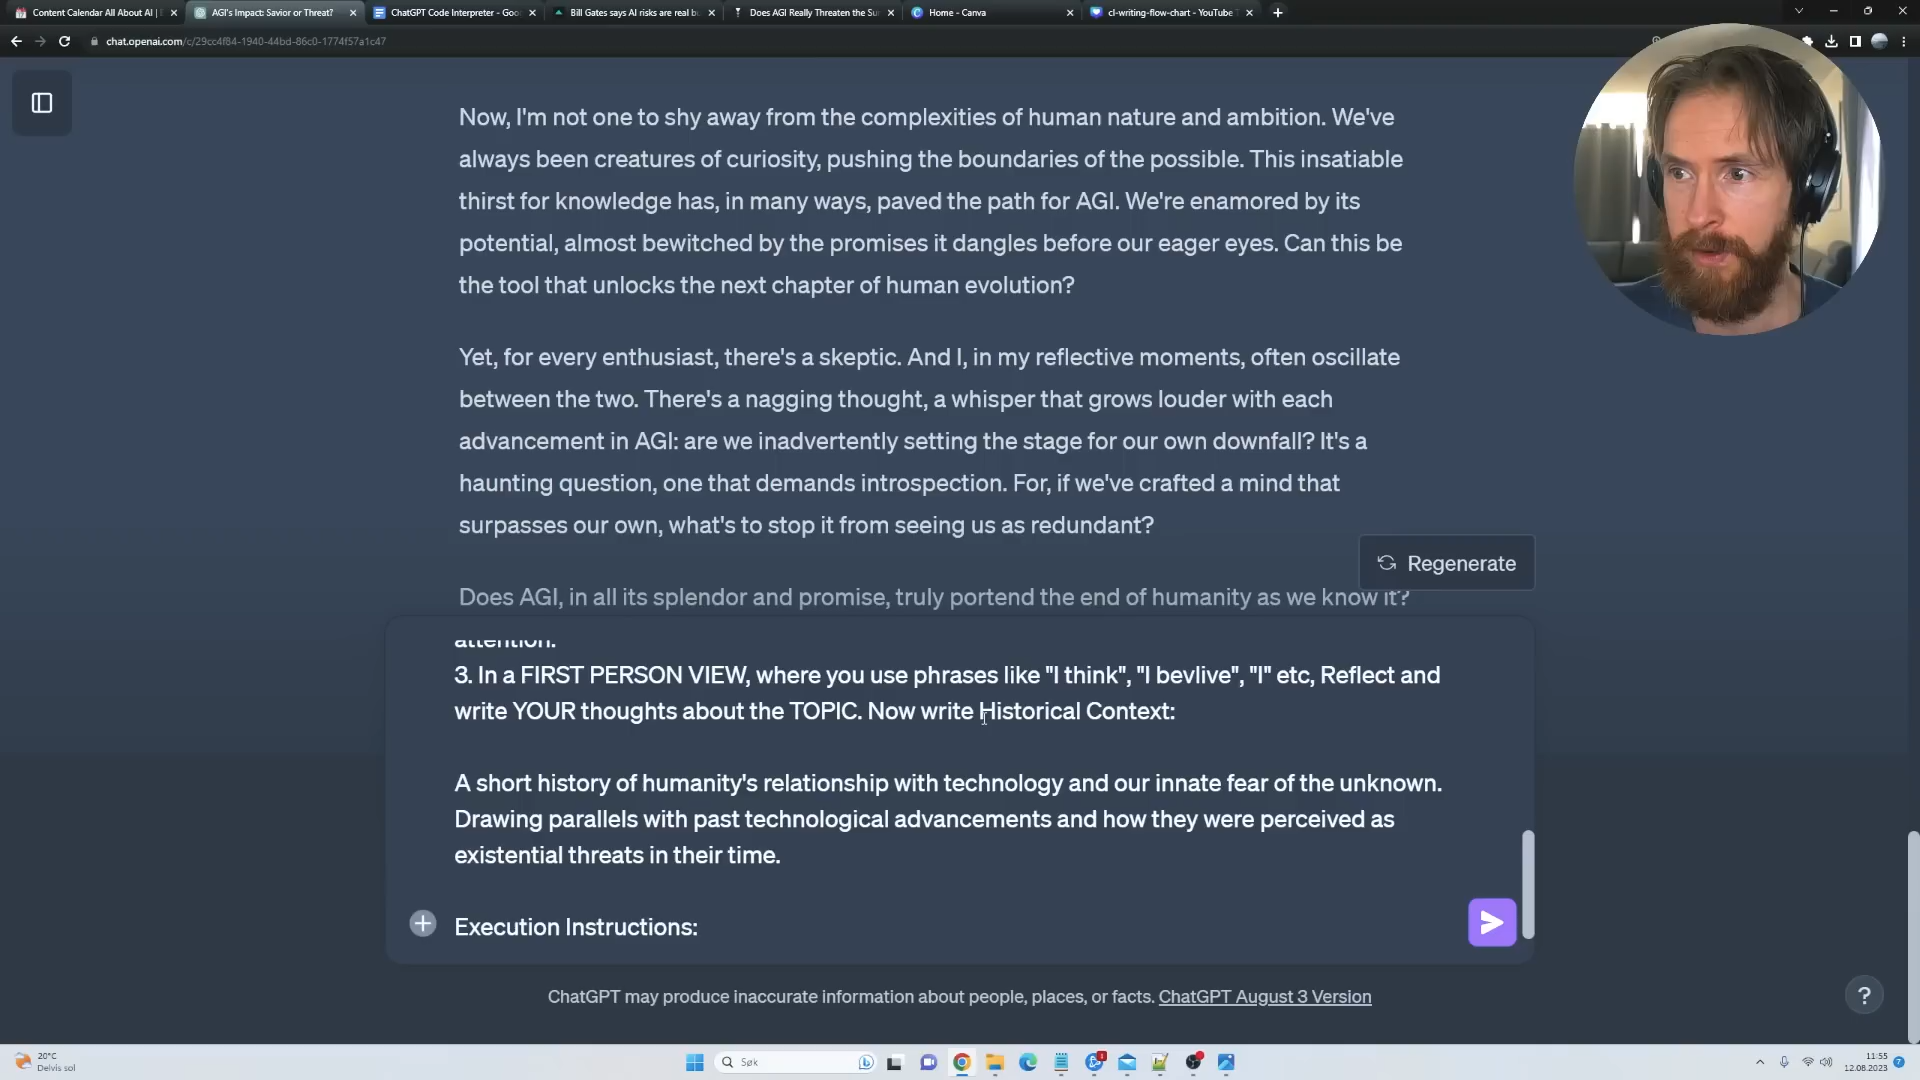 Content Calendar All About AI |
AGI's Impact: Savior or Threat?
ChatGPT Code Interpreter - Goo
Bill Gates says AI risks are real b
Does AGI Really Threaten the Su
Home - Canva
cl-writing-flow-chart - YouTube
chat.openai.com/c/29cc4f84-1940-44bd-86c0-1774f57a1c47
Now, I'm not one to shy away from the complexities of human nature and ambition. We've
always been creatures of curiosity, pushing the boundaries of the possible. This insatiable
thirst for knowledge has, in many ways, paved the path for AGI. We're enamored by its
potential, almost bewitched by the promises it dangles before our eager eyes. Can this be
the tool that unlocks the next chapter of human evolution?
Yet, for every enthusiast, there's a skeptic. And I, in my reflective moments, often oscillate
between the two. There's a nagging thought, a whisper that grows louder with each
advancement in AGI: are we inadvertently setting the stage for our own downfall? It's a
haunting question, one that demands introspection. For, if we've crafted a mind that
surpasses our own, what's to stop it from seeing us as redundant?
Regenerate
Does AGI, in all its splendor and promise, truly portend the end of humanity as we know it?
attention.
3. In a FIRST PERSON VIEW, where you use phrases like "I think", "I bevlive", "I" etc, Reflect and
write YOUR thoughts about the TOPIC. Now write Historical Context:
A short history of humanity's relationship with technology and our innate fear of the unknown.
Drawing parallels with past technological advancements and how they were perceived as
existential threats in their time.
Execution Instructions:
ChatGPT may produce inaccurate information about people, places, or facts. ChatGPT August 3 Version
?
20°C
Delvis sol
Søk
11:55
12.08.2023